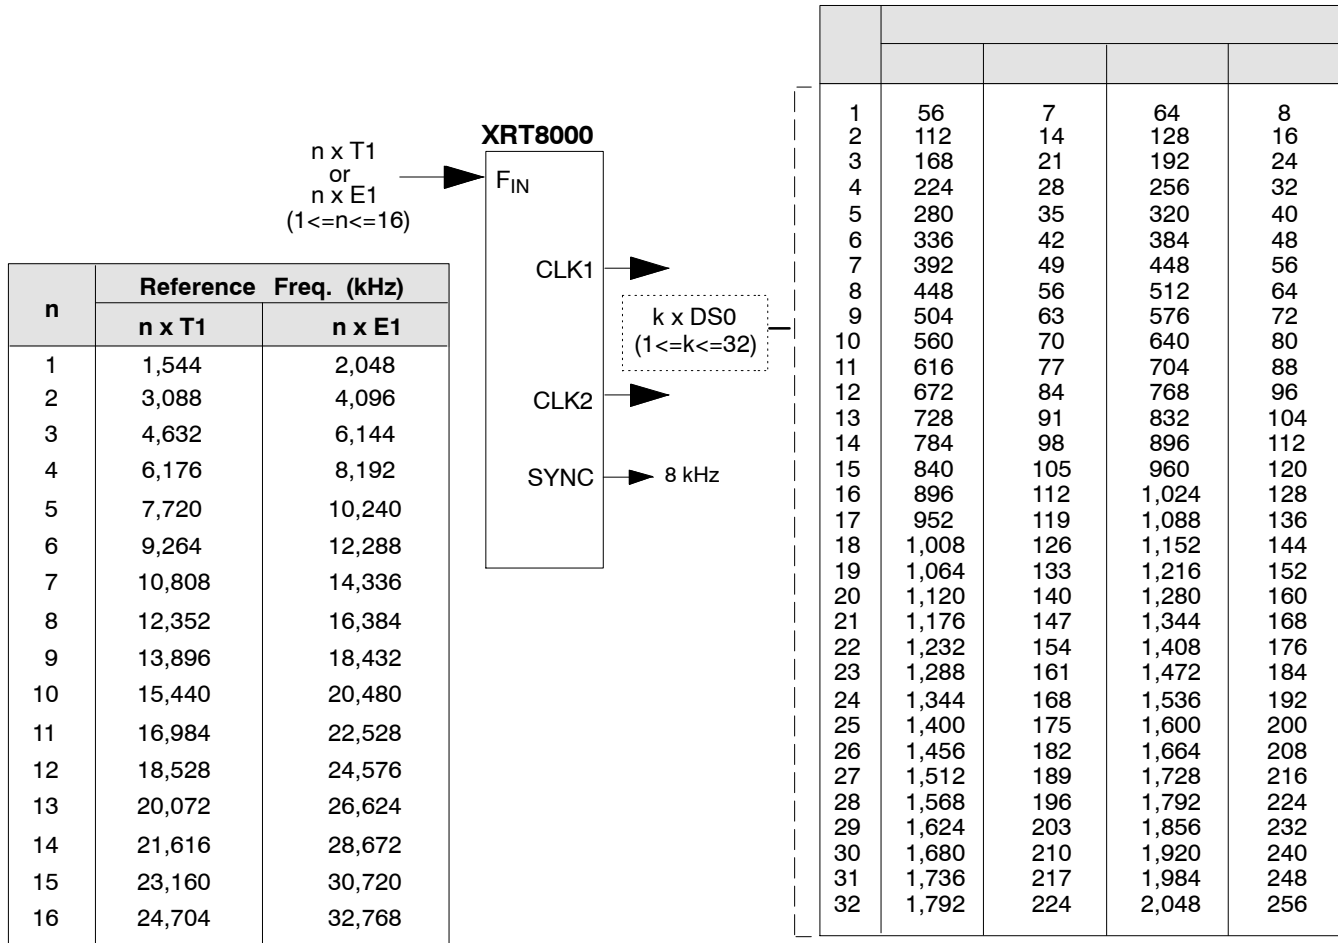 XRT8000
n x T1
or
n x E1
(1<=n<=16)
FIN
CLK1
k x DS0
(1<=k<=32)
CLK2
SYNC
8 kHz
n Reference Freq. (kHz)
n x T1 n x E1
1 1,544 2,048
2 3,088 4,096
3 4,632 6,144
4 6,176 8,192
5 7,720 10,240
6 9,264 12,288
7 10,808 14,336
8 12,352 16,384
9 13,896 18,432
10 15,440 20,480
11 16,984 22,528
12 18,528 24,576
13 20,072 26,624
14 21,616 28,672
15 23,160 30,720
16 24,704 32,768
1 56 7 64 8
2 112 14 128 16
3 168 21 192 24
4 224 28 256 32
5 280 35 320 40
6 336 42 384 48
7 392 49 448 56
8 448 56 512 64
9 504 63 576 72
10 560 70 640 80
11 616 77 704 88
12 672 84 768 96
13 728 91 832 104
14 784 98 896 112
15 840 105 960 120
16 896 112 1,024 128
17 952 119 1,088 136
18 1,008 126 1,152 144
19 1,064 133 1,216 152
20 1,120 140 1,280 160
21 1,176 147 1,344 168
22 1,232 154 1,408 176
23 1,288 161 1,472 184
24 1,344 168 1,536 192
25 1,400 175 1,600 200
26 1,456 182 1,664 208
27 1,512 189 1,728 216
28 1,568 196 1,792 224
29 1,624 203 1,856 232
30 1,680 210 1,920 240
31 1,736 217 1,984 248
32 1,792 224 2,048 256